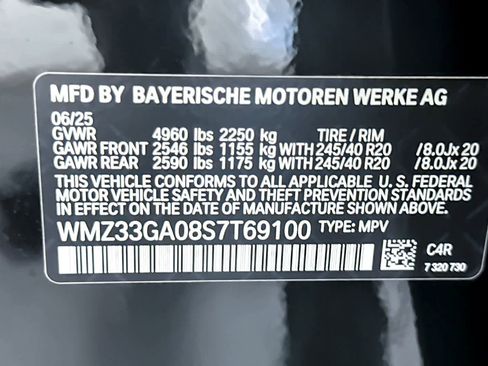 MFD BY BAYERISCHE MOTOREN WERKE AG
06/25
GVWR 4960 lbs 2250 kg TIRE / RIM
GAWR FRONT 2546 lbs 1155 kg WITH 245/40 R20 /8.0Jx 20
GAWR REAR 2590 lbs 1175 kg WITH 245/40 R20 /8.0Jx 20
THIS VEHICLE CONFORMS TO ALL APPLICABLE U. S. FEDERAL
MOTOR VEHICLE SAFETY AND THEFT PREVENTION
STANDARDS IN EFFECT ON THE DATE OF MANUFACTURE SHOWN ABOVE.
WMZ33GA08S7T69100 TYPE: MPV
C4R
7 320 730